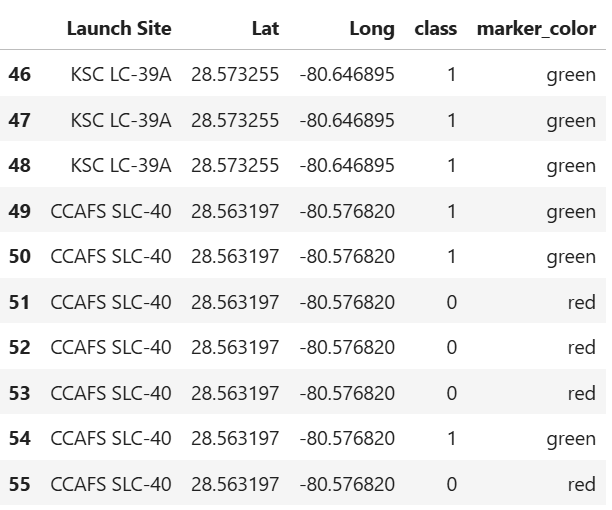 Launch Site Lat Long class marker_color
46 KSC LC-39A 28.573255 -80.646895 1 green
47 KSC LC-39A 28.573255 -80.646895 1 green
48 KSC LC-39A 28.573255 -80.646895 1 green
49 CCAFS SLC-40 28.563197 -80.576820 1 green
50 CCAFS SLC-40 28.563197 -80.576820 1 green
51 CCAFS SLC-40 28.563197 -80.576820 0 red
52 CCAFS SLC-40 28.563197 -80.576820 0 red
53 CCAFS SLC-40 28.563197 -80.576820 0 red
54 CCAFS SLC-40 28.563197 -80.576820 1 green
55 CCAFS SLC-40 28.563197 -80.576820 0 red